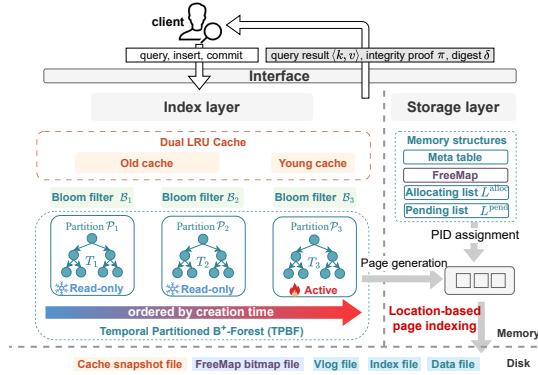 client
query, insert, commit
query result ⟨k, v⟩, integrity proof π, digest δ
Interface
Index layer
Storage layer
Dual LRU Cache
Old cache
Young cache
Memory structures
Meta table
FreeMap
Allocating list L^alloc
Pending list L^pend
Bloom filter B₁
Bloom filter B₂
Bloom filter B₃
Partition P₁
Partition P₂
Partition P₃
T₁
T₂
T₃
Read-only
Read-only
Active
PID assignment
Page generation
ordered by creation time
Temporal Partitioned B⁺-Forest (TPBF)
Location-based
page indexing
Memory
Disk
Cache snapshot file
FreeMap bitmap file
Vlog file
Index file
Data file